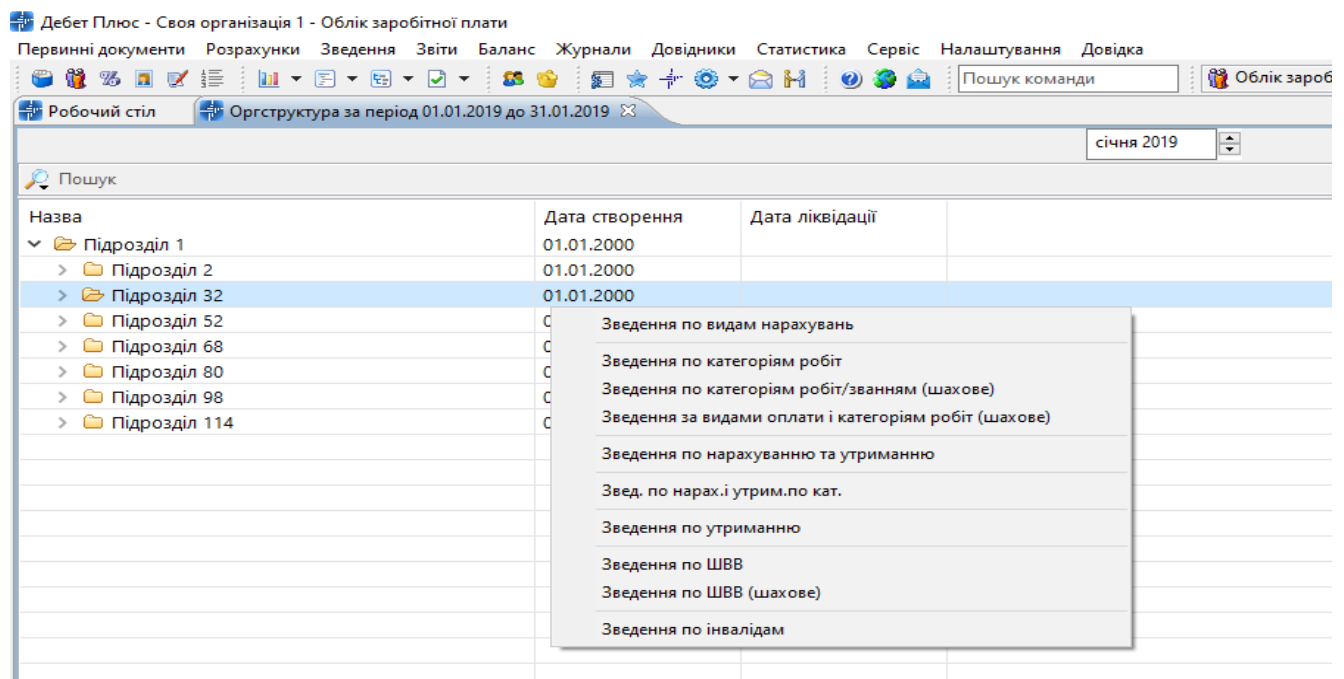 Дебет Плюс - Своя організація 1 - Облік заробітної плати
Первинні документи Розрахунки Зведення Звіти Баланс Журнали Довідники Статистика Сервіс Налаштування Довідка
Пошук команди Облік зароб
Робочий стіл Оргструктура за період 01.01.2019 до 31.01.2019
січня 2019
Пошук
Назва Дата створення Дата ліквідації
Підрозділ 1 01.01.2000
Підрозділ 2 01.01.2000
Підрозділ 32 01.01.2000
Підрозділ 52
Підрозділ 68
Підрозділ 80
Підрозділ 98
Підрозділ 114
Зведення по видам нарахувань
Зведення по категоріям робіт
Зведення по категоріям робіт/званням (шахове)
Зведення за видами оплати і категоріям робіт (шахове)
Зведення по нарахуванню та утриманню
Звед. по нарах.і утрим.по кат.
Зведення по утриманню
Зведення по ШВВ
Зведення по ШВВ (шахове)
Зведення по інвалідам